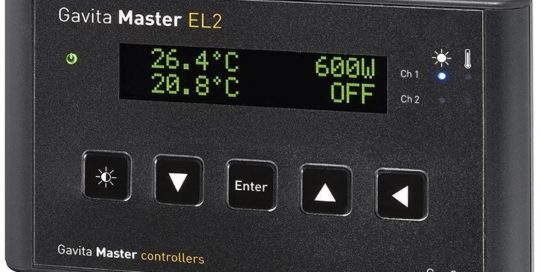 Gavita Master EL2
26.4°C 600W
20.8°C OFF
Ch 1
Ch 2
Enter
Gavita Master controllers